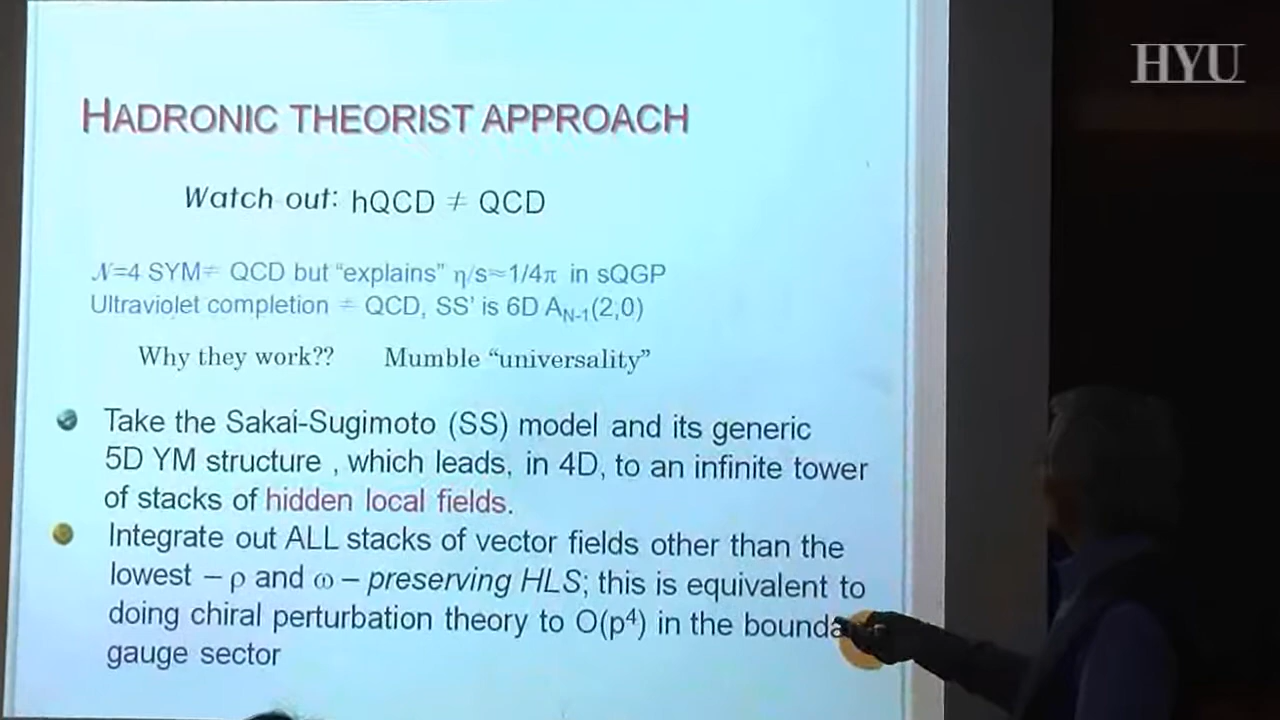 HYU
HADRONIC THEORIST APPROACH
Watch out: hQCD ≠ QCD
𝒩=4 SYM≠ QCD but “explains” η/s≈1/4π in sQGP
Ultraviolet completion ≠ QCD, SS’ is 6D A_{N-1}(2,0)
Why they work?? Mumble “universality”
Take the Sakai-Sugimoto (SS) model and its generic
5D YM structure , which leads, in 4D, to an infinite tower
of stacks of hidden local fields.
Integrate out ALL stacks of vector fields other than the
lowest – ρ and ω – preserving HLS; this is equivalent to
doing chiral perturbation theory to O(p⁴) in the
gauge sector